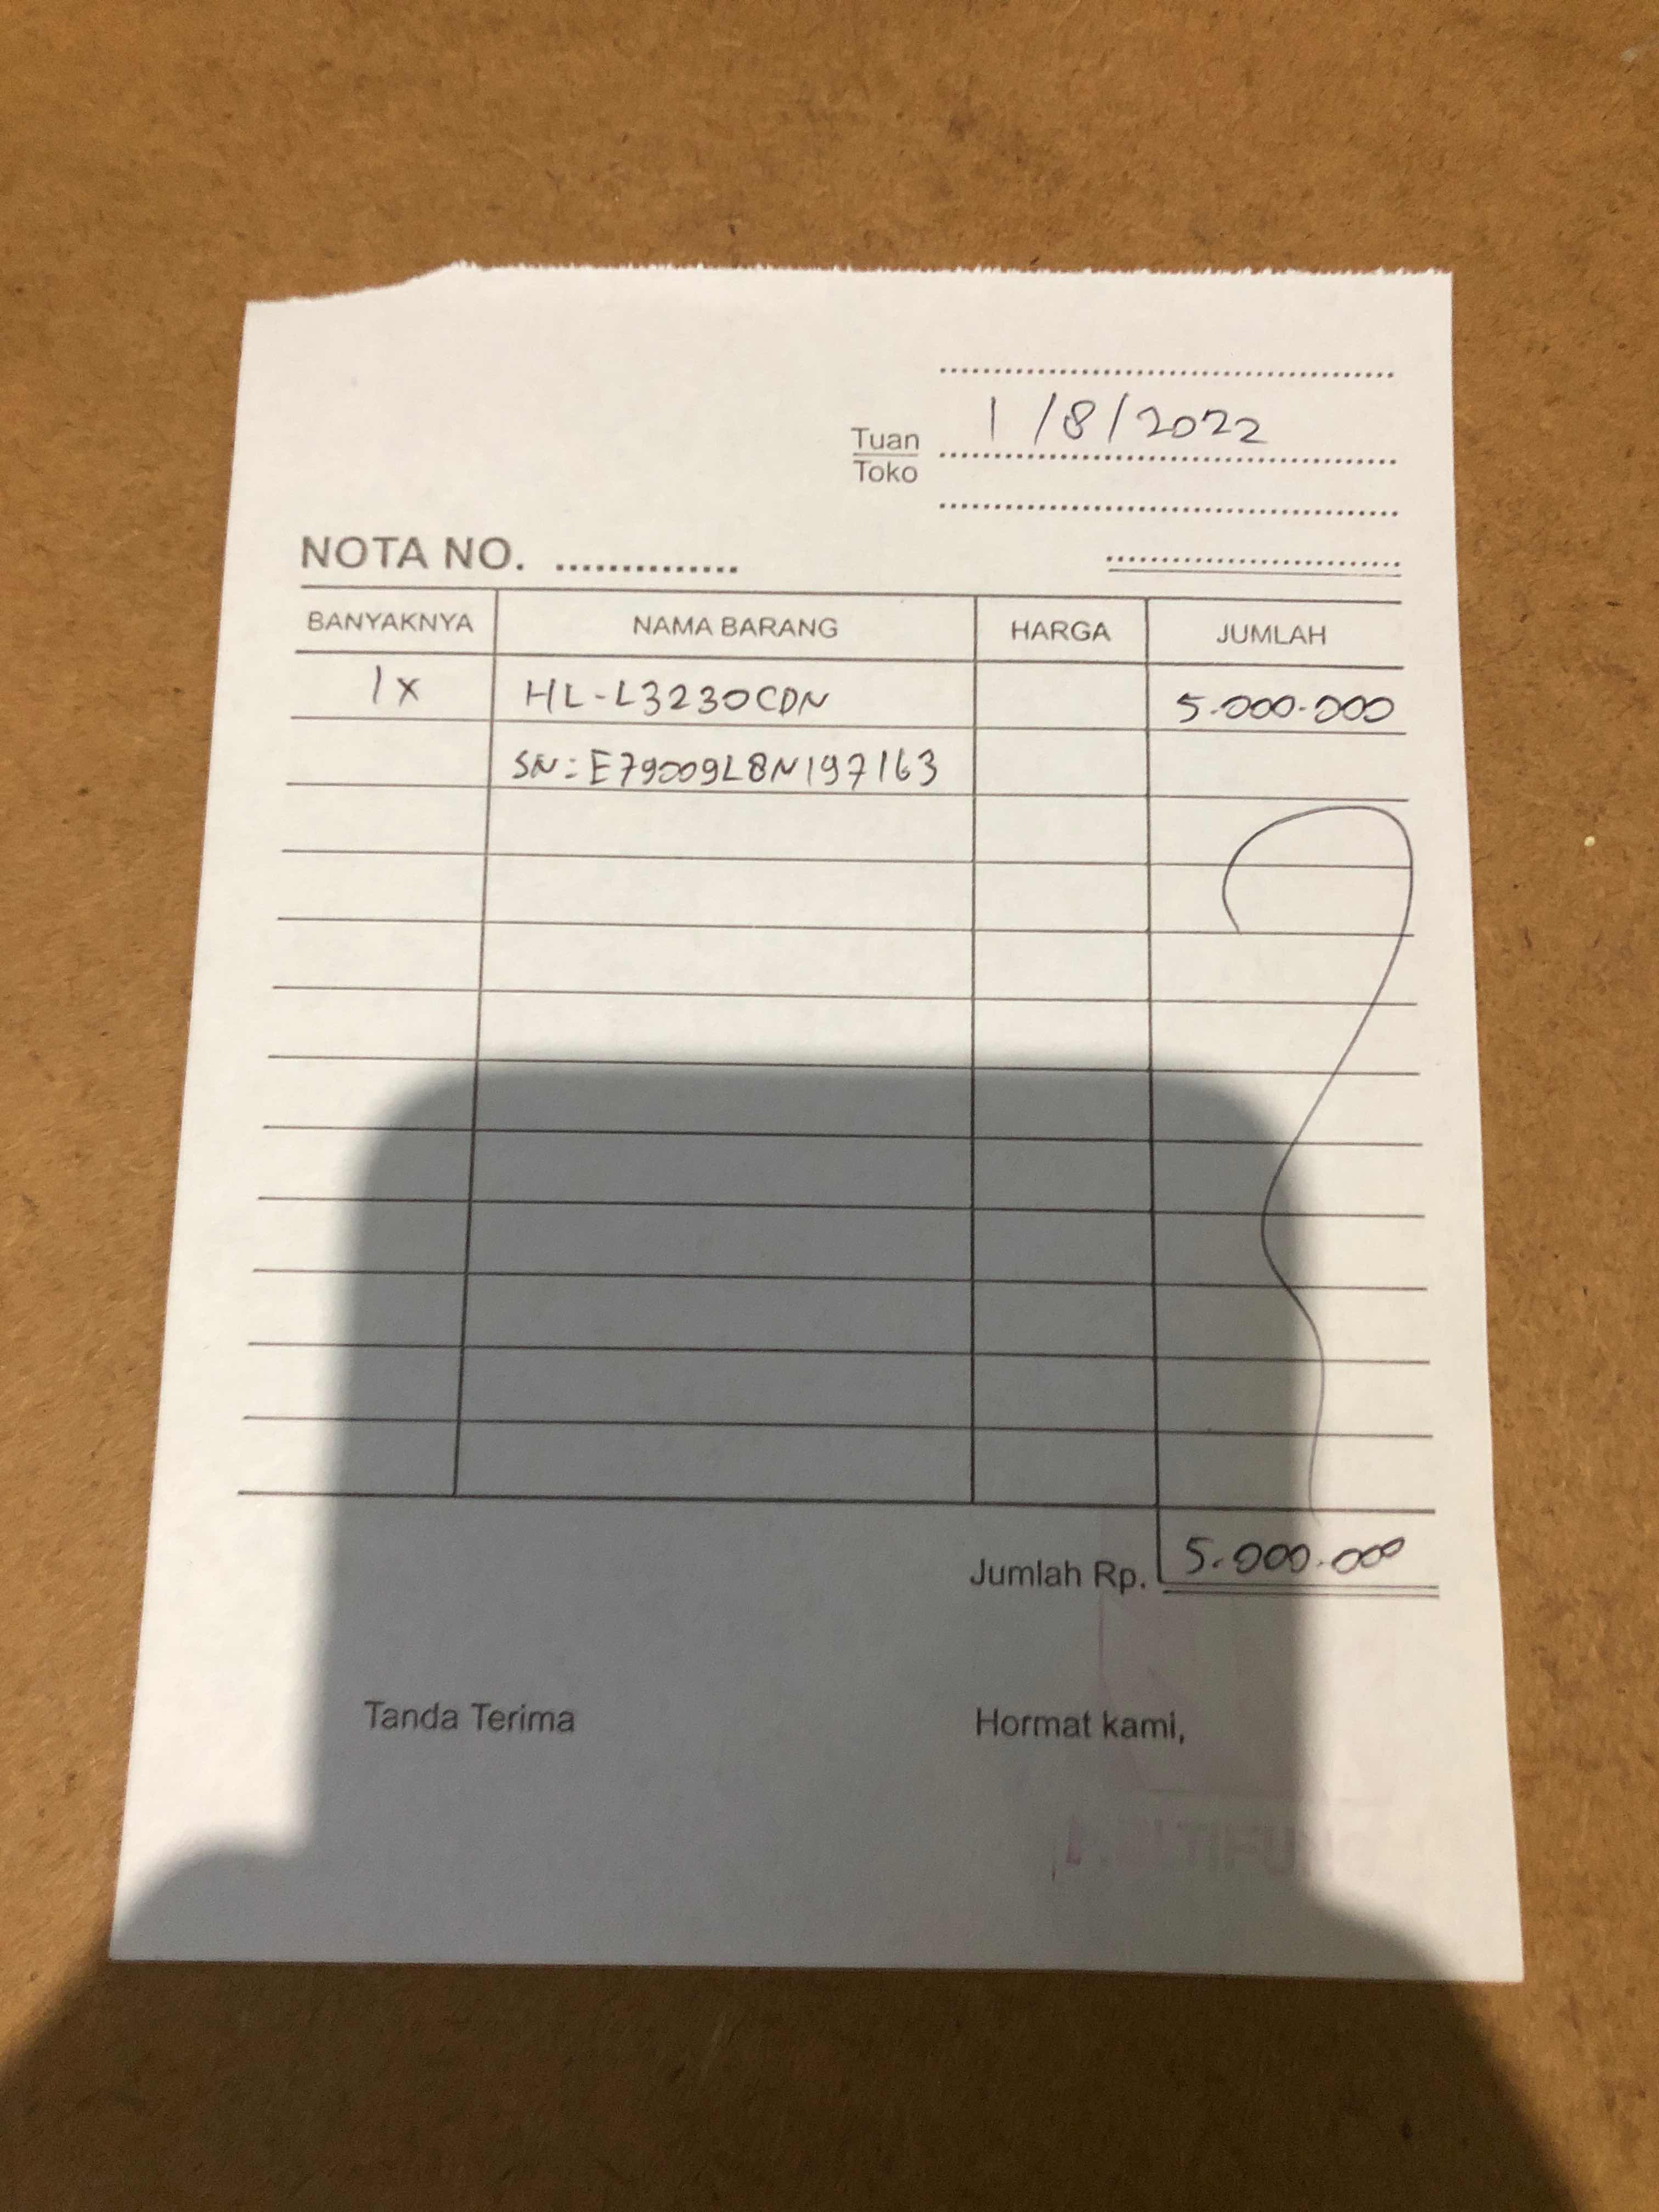 1/8/2022
Tuan
Toko
NOTA NO. ..............
BANYAKNYA NAMA BARANG HARGA JUMLAH
1x HL-L3230CDN 5.000.000
SN: E79009L8N197163
Jumlah Rp. 5.000.000
Tanda Terima Hormat kami,